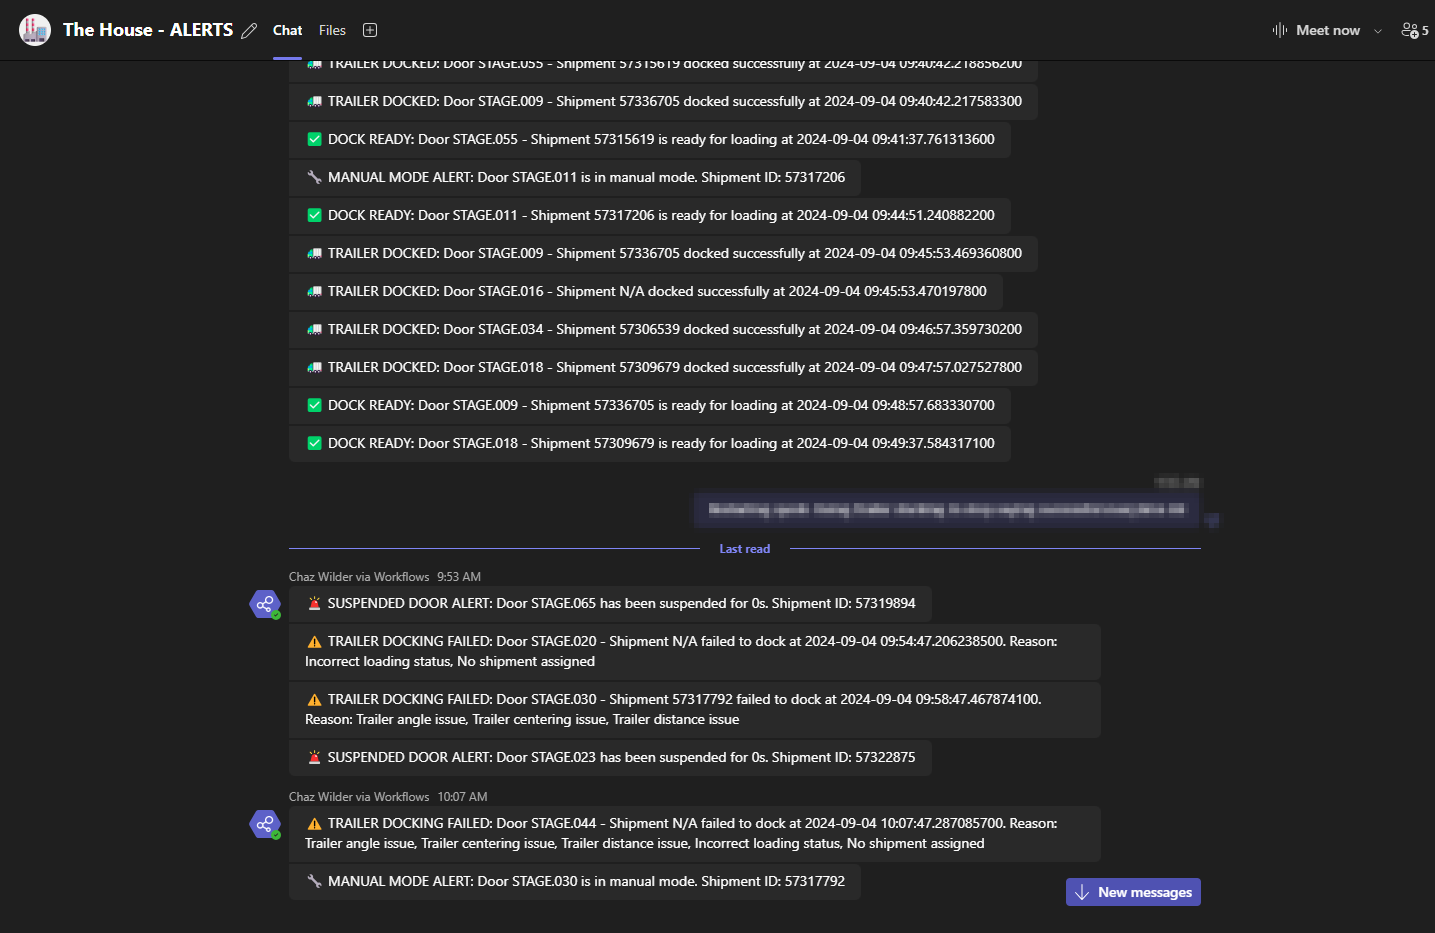 The House - ALERTS
Chat
Files
Meet now
5
TRAILER DOCKED: Door STAGE.055 - Shipment 57315619 docked successfully at 2024-09-04 09:40:42.218856200
TRAILER DOCKED: Door STAGE.009 - Shipment 57336705 docked successfully at 2024-09-04 09:40:42.217583300
DOCK READY: Door STAGE.055 - Shipment 57315619 is ready for loading at 2024-09-04 09:41:37.761313600
MANUAL MODE ALERT: Door STAGE.011 is in manual mode. Shipment ID: 57317206
DOCK READY: Door STAGE.011 - Shipment 57317206 is ready for loading at 2024-09-04 09:44:51.240882200
TRAILER DOCKED: Door STAGE.009 - Shipment 57336705 docked successfully at 2024-09-04 09:45:53.469360800
TRAILER DOCKED: Door STAGE.016 - Shipment N/A docked successfully at 2024-09-04 09:45:53.470197800
TRAILER DOCKED: Door STAGE.034 - Shipment 57306539 docked successfully at 2024-09-04 09:46:57.359730200
TRAILER DOCKED: Door STAGE.018 - Shipment 57309679 docked successfully at 2024-09-04 09:47:57.027527800
DOCK READY: Door STAGE.009 - Shipment 57336705 is ready for loading at 2024-09-04 09:48:57.683330700
DOCK READY: Door STAGE.018 - Shipment 57309679 is ready for loading at 2024-09-04 09:49:37.584317100
Last read
Chaz Wilder via Workflows 9:53 AM
SUSPENDED DOOR ALERT: Door STAGE.065 has been suspended for 0s. Shipment ID: 57319894
TRAILER DOCKING FAILED: Door STAGE.020 - Shipment N/A failed to dock at 2024-09-04 09:54:47.206238500. Reason:
Incorrect loading status, No shipment assigned
TRAILER DOCKING FAILED: Door STAGE.030 - Shipment 57317792 failed to dock at 2024-09-04 09:58:47.467874100.
Reason: Trailer angle issue, Trailer centering issue, Trailer distance issue
SUSPENDED DOOR ALERT: Door STAGE.023 has been suspended for 0s. Shipment ID: 57322875
Chaz Wilder via Workflows 10:07 AM
TRAILER DOCKING FAILED: Door STAGE.044 - Shipment N/A failed to dock at 2024-09-04 10:07:47.287085700. Reason:
Trailer angle issue, Trailer centering issue, Trailer distance issue, Incorrect loading status, No shipment assigned
MANUAL MODE ALERT: Door STAGE.030 is in manual mode. Shipment ID: 57317792
New messages